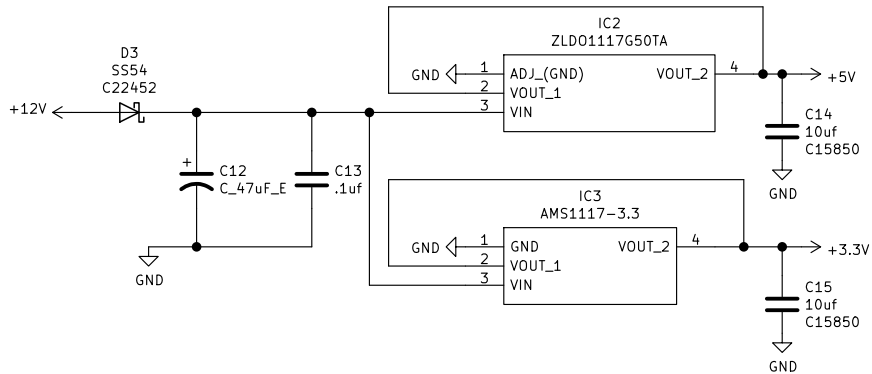 IC2
ZLDO1117G50TA
D3
SS54
C22452
GND
1
ADJ_(GND)
VOUT_2
4
+5V
2
VOUT_1
+12V
3
VIN
C14
10uf
C15850
+
C12
C_47uF_E
C13
.1uf
GND
IC3
AMS1117-3.3
GND
1
GND
VOUT_2
4
+3.3V
2
VOUT_1
GND
3
VIN
C15
10uf
C15850
GND